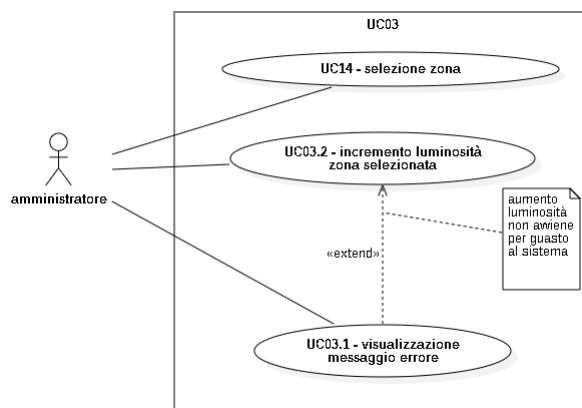 UC03
UC14 - selezione zona
UC03.2 - incremento luminosità
zona selezionata
amministratore
aumento
luminosità
non avviene
per guasto
al sistema
«extend»
UC03.1 - visualizzazione
messaggio errore